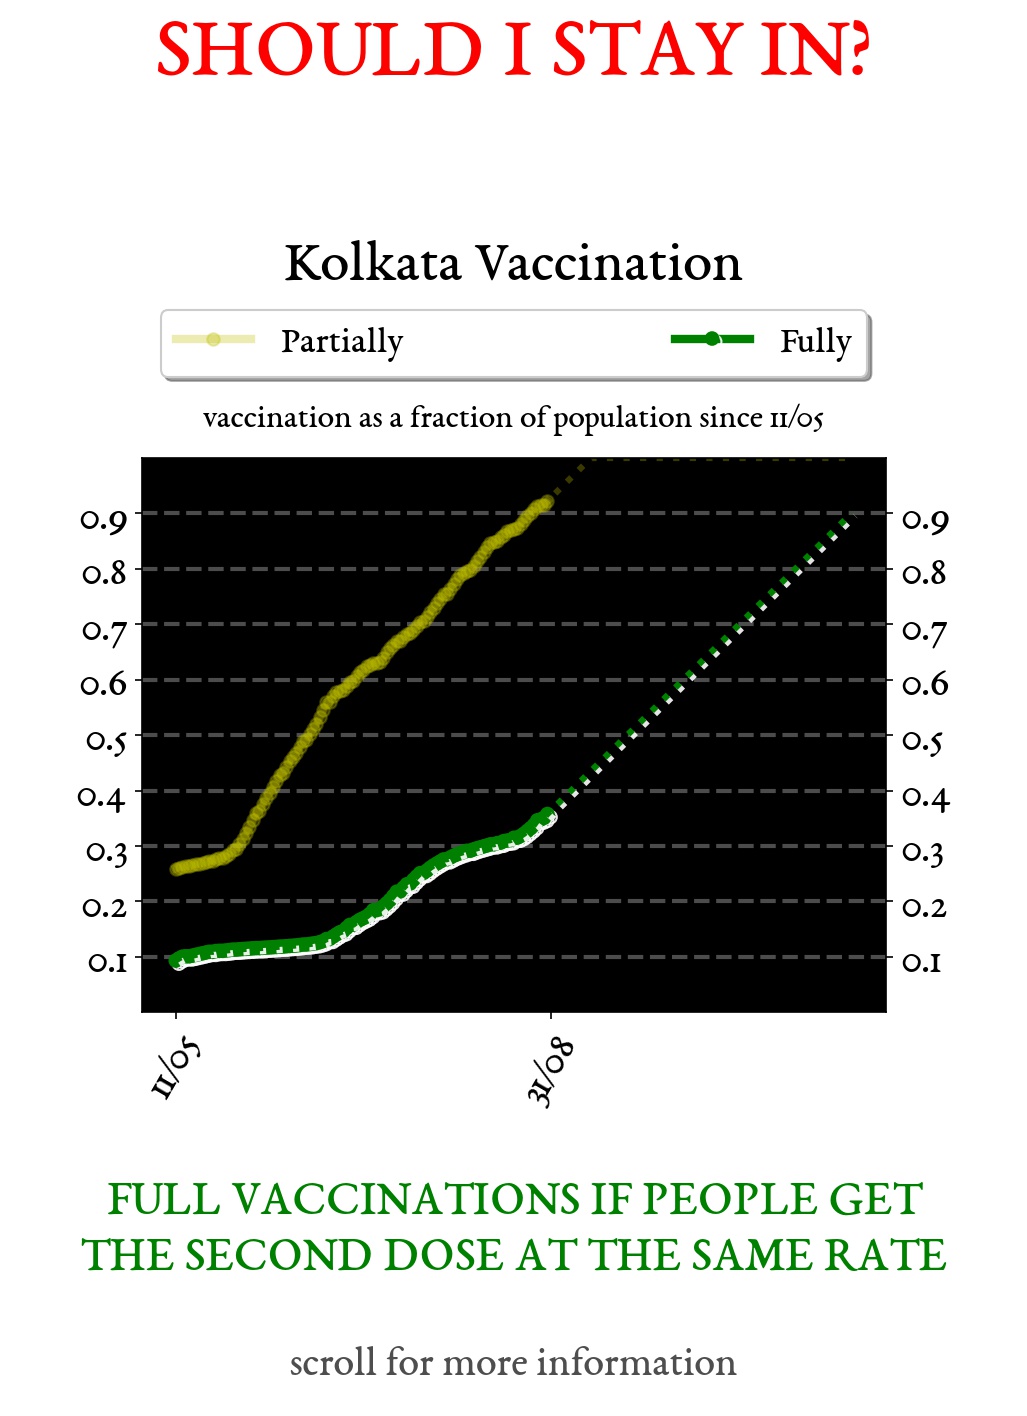 SHOULD I STAY IN?
Kolkata Vaccination
Partially Fully
vaccination as a fraction of population since 11/05
0.9 0.9
0.8 0.8
0.7 0.7
0.6 0.6
0.5 0.5
0.4 0.4
0.3 0.3
0.2 0.2
0.1 0.1
11/05 31/08
FULL VACCINATIONS IF PEOPLE GET
THE SECOND DOSE AT THE SAME RATE
scroll for more information